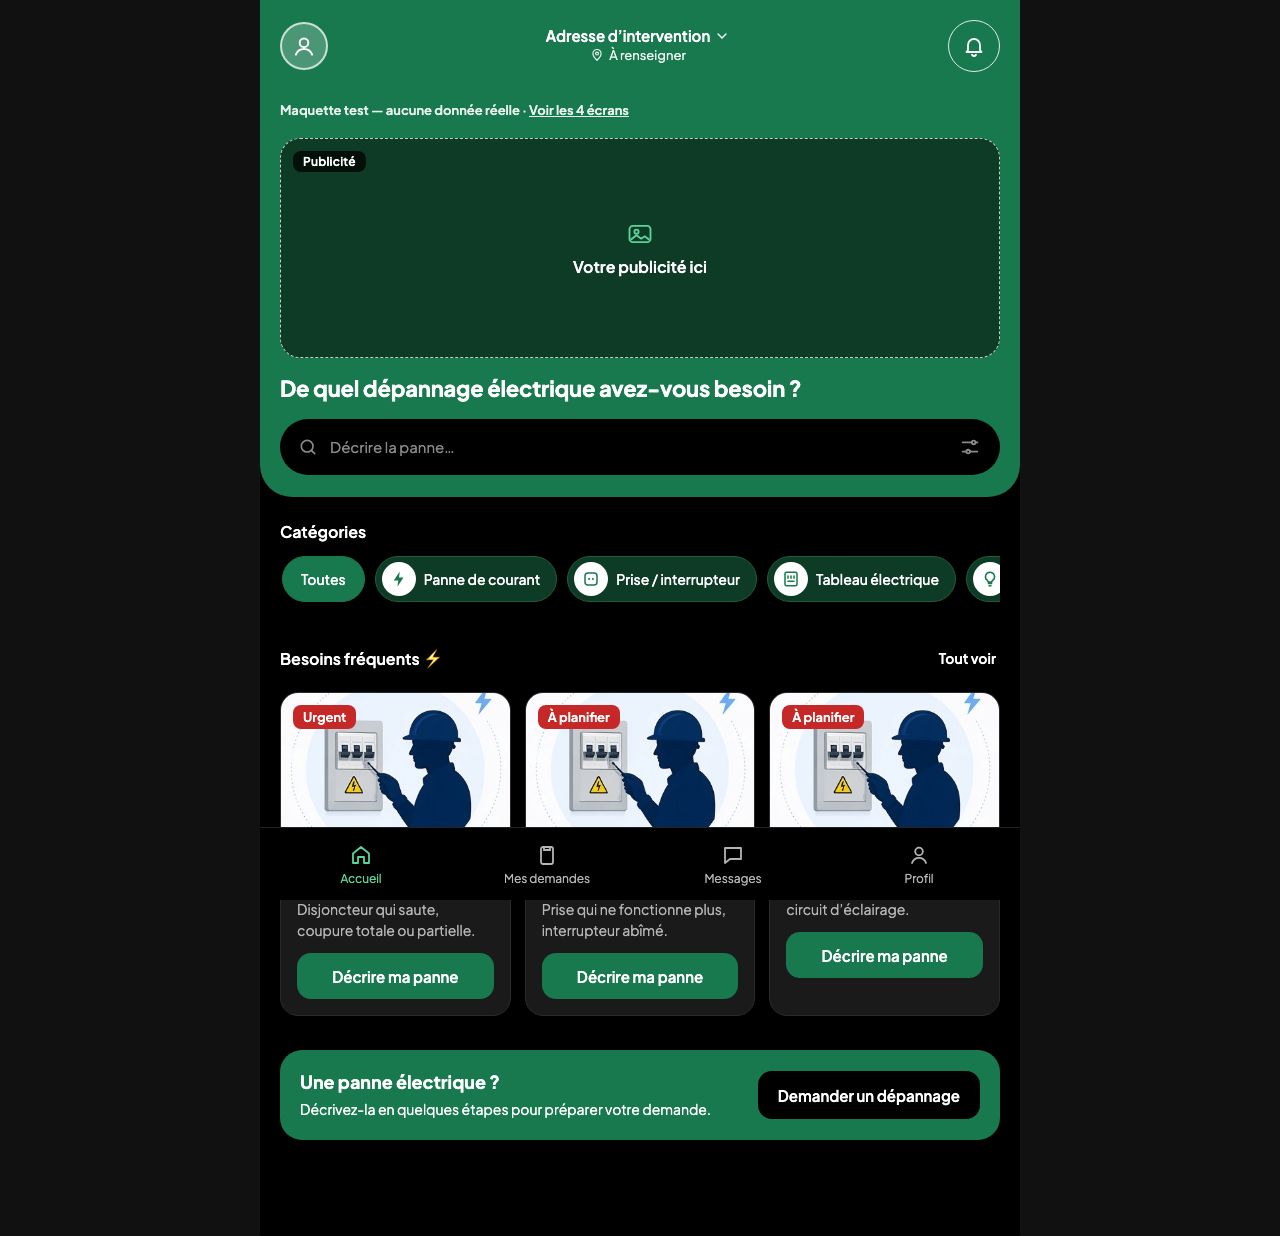 Adresse d’intervention
À renseigner
Maquette test — aucune donnée réelle · Voir les 4 écrans
Publicité
Votre publicité ici
De quel dépannage électrique avez-vous besoin ?
Décrire la panne…
Catégories
Toutes
Panne de courant
Prise / interrupteur
Tableau électrique
Besoins fréquents ⚡
Tout voir
Urgent
À planifier
À planifier
Accueil
Mes demandes
Messages
Profil
Disjoncteur qui saute,
coupure totale ou partielle.
Décrire ma panne
Prise qui ne fonctionne plus,
interrupteur abîmé.
Décrire ma panne
circuit d’éclairage.
Décrire ma panne
Une panne électrique ?
Décrivez-la en quelques étapes pour préparer votre demande.
Demander un dépannage